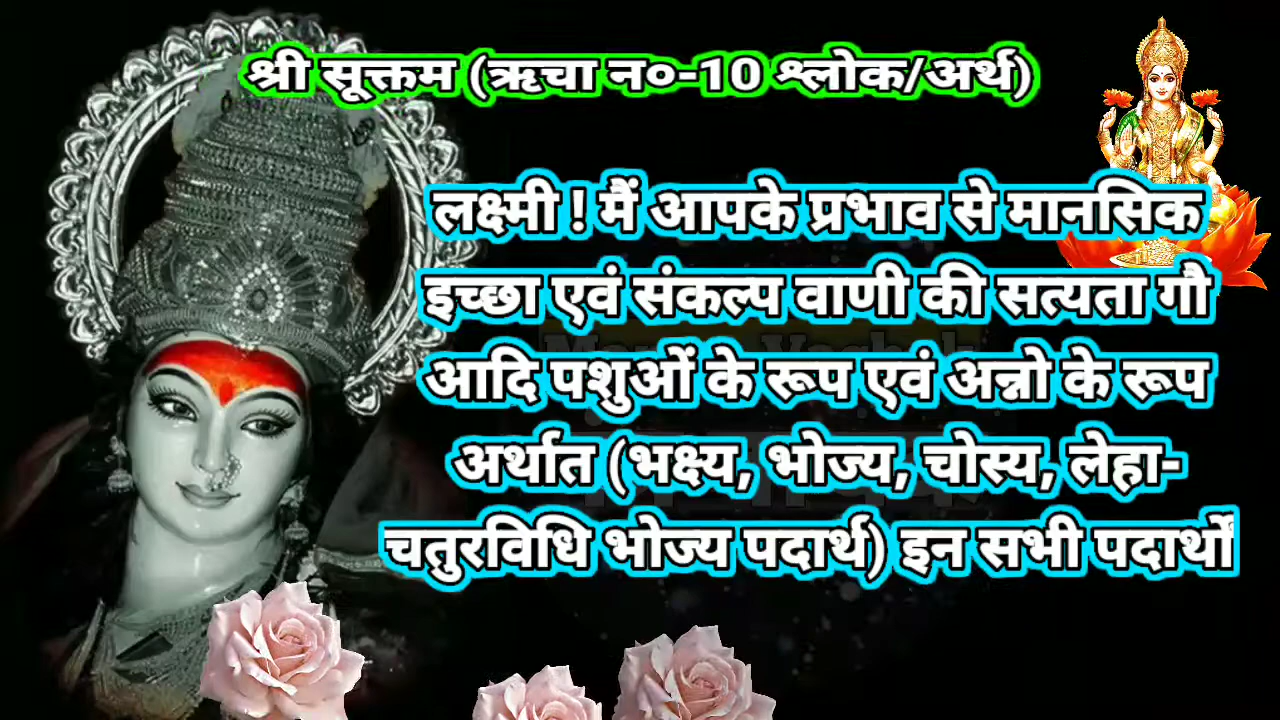 श्री सूक्तम (ऋचा न०-10 श्लोक/अर्थ)
लक्ष्मी ! मैं आपके प्रभाव से मानसिक
इच्छा एवं संकल्प वाणी की सत्यता गौ
आदि पशुओं के रूप एवं अन्नो के रूप
अर्थात (भक्ष्य, भोज्य, चोस्य, लेहा-
चतुरविधि भोज्य पदार्थ) इन सभी पदार्थों